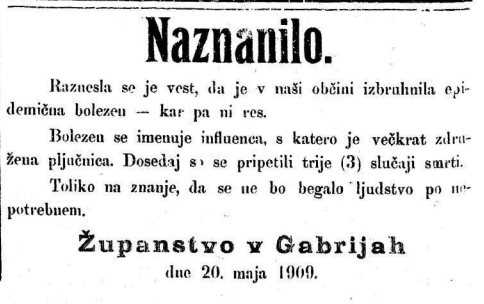 Naznanilo.
Raznesla se je vest, da je v naši občini izbruhnila epi-
demična bolezen — kar pa ni res.
Bolezen se imenuje influenca, s katero je večkrat zdru-
žena pljučnica. Dosedaj so se pripetili trije (3) slučaji smrti.
Toliko na znanje, da se ne bo begalo ljudstvo po ne-
potrebnem.
Županstvo v Gabrijah
dne 20. maja 1909.